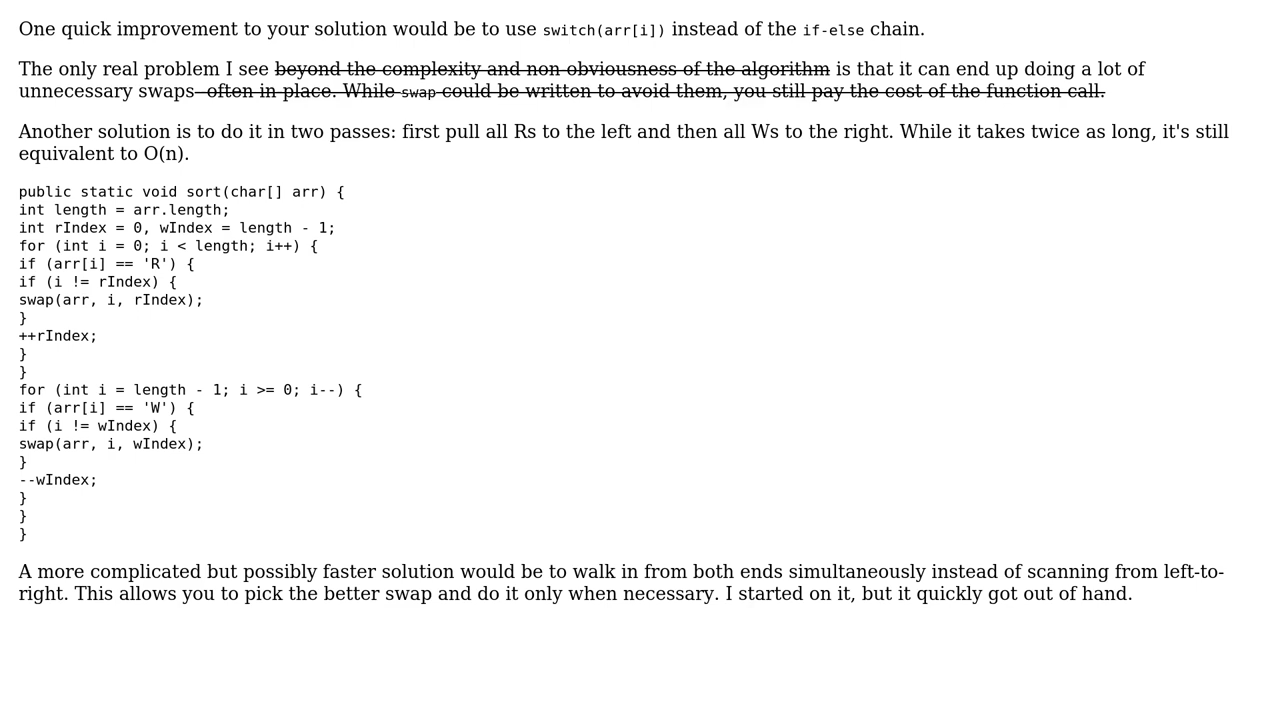 One quick improvement to your solution would be to use switch(arr[i]) instead of the if-else chain.
The only real problem I see beyond the complexity and non-obviousness of the algorithm is that it can end up doing a lot of
unnecessary swaps--often in place. While swap could be written to avoid them, you still pay the cost of the function call.
Another solution is to do it in two passes: first pull all Rs to the left and then all Ws to the right. While it takes twice as long, it's still
equivalent to O(n).
public static void sort(char[] arr) {
int length = arr.length;
int rIndex = 0, wIndex = length - 1;
for (int i = 0; i < length; i++) {
if (arr[i] == 'R') {
if (i != rIndex) {
swap(arr, i, rIndex);
}
++rIndex;
}
}
for (int i = length - 1; i >= 0; i--) {
if (arr[i] == 'W') {
if (i != wIndex) {
swap(arr, i, wIndex);
}
--wIndex;
}
}
}
A more complicated but possibly faster solution would be to walk in from both ends simultaneously instead of scanning from left-to-
right. This allows you to pick the better swap and do it only when necessary. I started on it, but it quickly got out of hand.